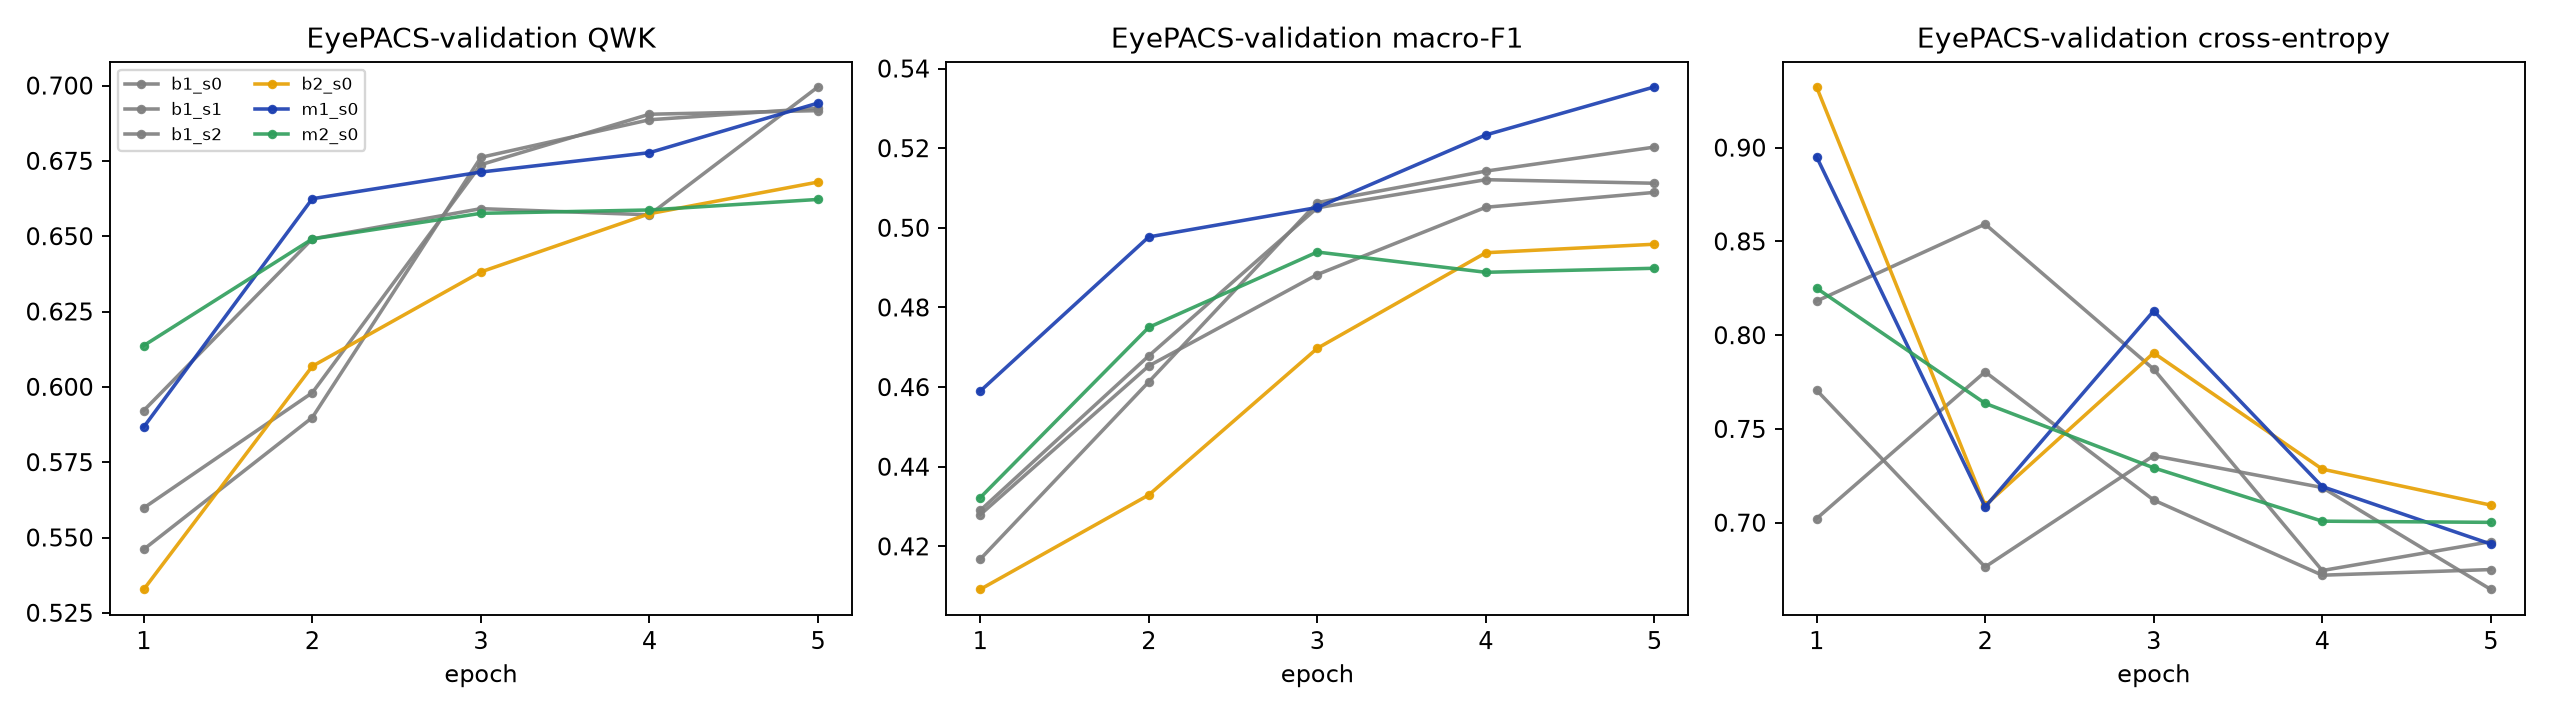 EyePACS-validation QWK
0.700
0.675
0.650
0.625
0.600
0.575
0.550
0.525
b1_s0
b1_s1
b1_s2
b2_s0
m1_s0
m2_s0
1 2 3 4 5
epoch
EyePACS-validation macro-F1
0.54
0.52
0.50
0.48
0.46
0.44
0.42
1 2 3 4 5
epoch
EyePACS-validation cross-entropy
0.90
0.85
0.80
0.75
0.70
1 2 3 4 5
epoch